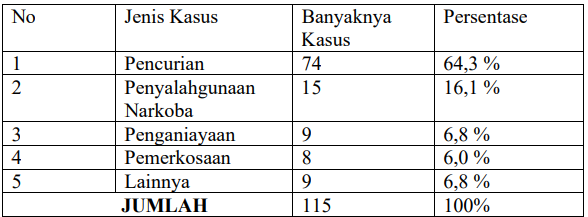 No Jenis Kasus Banyaknya Kasus Persentase
1 Pencurian 74 64,3 %
2 Penyalahgunaan Narkoba 15 16,1 %
3 Penganiayaan 9 6,8 %
4 Pemerkosaan 8 6,0 %
5 Lainnya 9 6,8 %
JUMLAH 115 100%